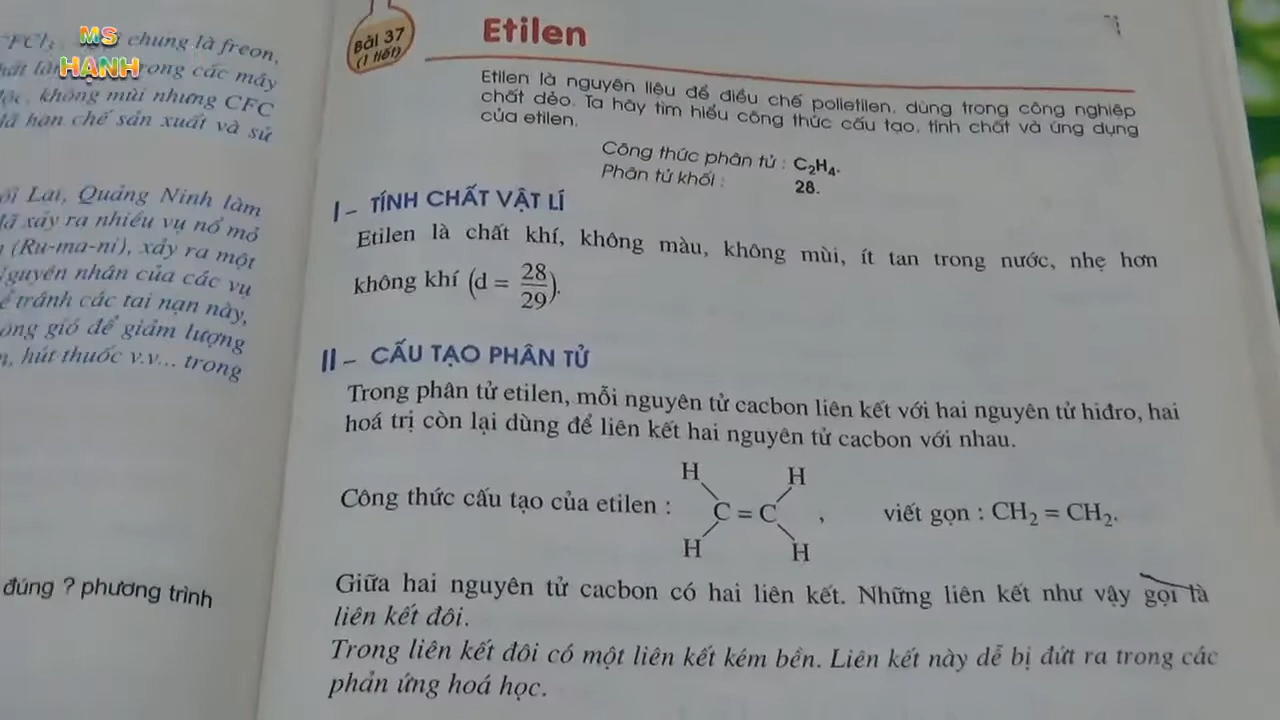 MS
HẠNH
chung là freon,
trong các máy
không mùi nhưng CFC
đã hạn chế sản xuất và sử
Lai, Quảng Ninh làm
đã xảy ra nhiều vụ nổ mỏ
(Ru-ma-ni), xảy ra một
Nguyên nhân của các vụ
tránh các tai nạn này,
gió để giảm lượng
hút thuốc v.v... trong
đúng ? phương trình
Bài 37
(1 tiết)
Etilen
Etilen là nguyên liệu để điều chế polietilen, dùng trong công nghiệp
chất dẻo. Ta hãy tìm hiểu công thức cấu tạo, tính chất và ứng dụng
của etilen.
Công thức phân tử : C₂H₄.
Phân tử khối : 28.
I – TÍNH CHẤT VẬT LÍ
Etilen là chất khí, không màu, không mùi, ít tan trong nước, nhẹ hơn
không khí (d = 28/29).
II – CẤU TẠO PHÂN TỬ
Trong phân tử etilen, mỗi nguyên tử cacbon liên kết với hai nguyên tử hiđro, hai
hoá trị còn lại dùng để liên kết hai nguyên tử cacbon với nhau.
H H
Công thức cấu tạo của etilen : C = C , viết gọn : CH₂ = CH₂.
H H
Giữa hai nguyên tử cacbon có hai liên kết. Những liên kết như vậy gọi là
liên kết đôi.
Trong liên kết đôi có một liên kết kém bền. Liên kết này dễ bị đứt ra trong các
phản ứng hoá học.